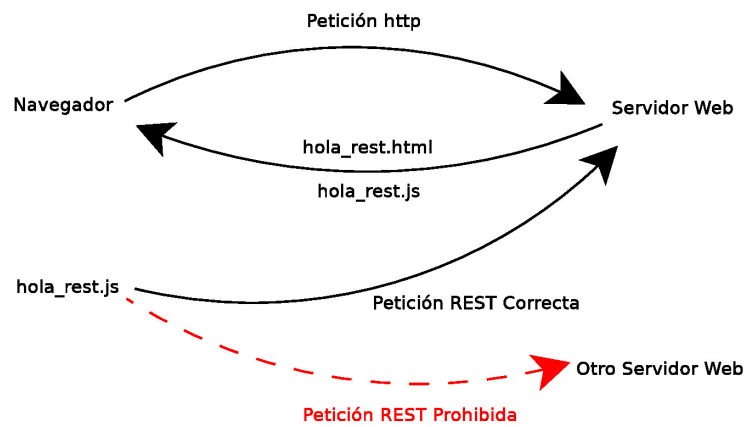 Petición http
Navegador
Servidor Web
hola_rest.html
hola_rest.js
hola_rest.js
Petición REST Correcta
Otro Servidor Web
Petición REST Prohibida